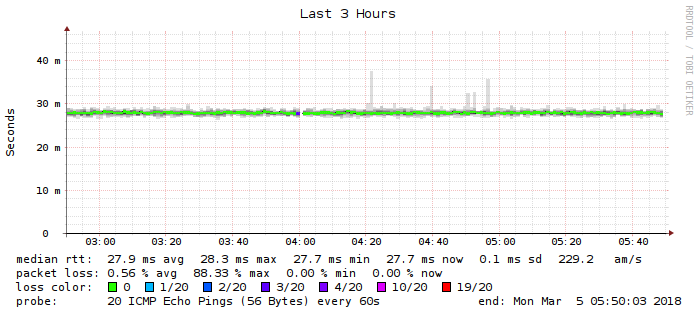 Last 3 Hours
RRDTOOL / TOBI OETIKER
Seconds
40 m
30 m
20 m
10 m
0
03:00 03:20 03:40 04:00 04:20 04:40 05:00 05:20 05:40
median rtt: 27.9 ms avg 28.3 ms max 27.7 ms min 27.7 ms now 0.1 ms sd 229.2 am/s
packet loss: 0.56 % avg 88.33 % max 0.00 % min 0.00 % now
loss color: 0 1/20 2/20 3/20 4/20 10/20 19/20
probe: 20 ICMP Echo Pings (56 Bytes) every 60s end: Mon Mar 5 05:50:03 2018